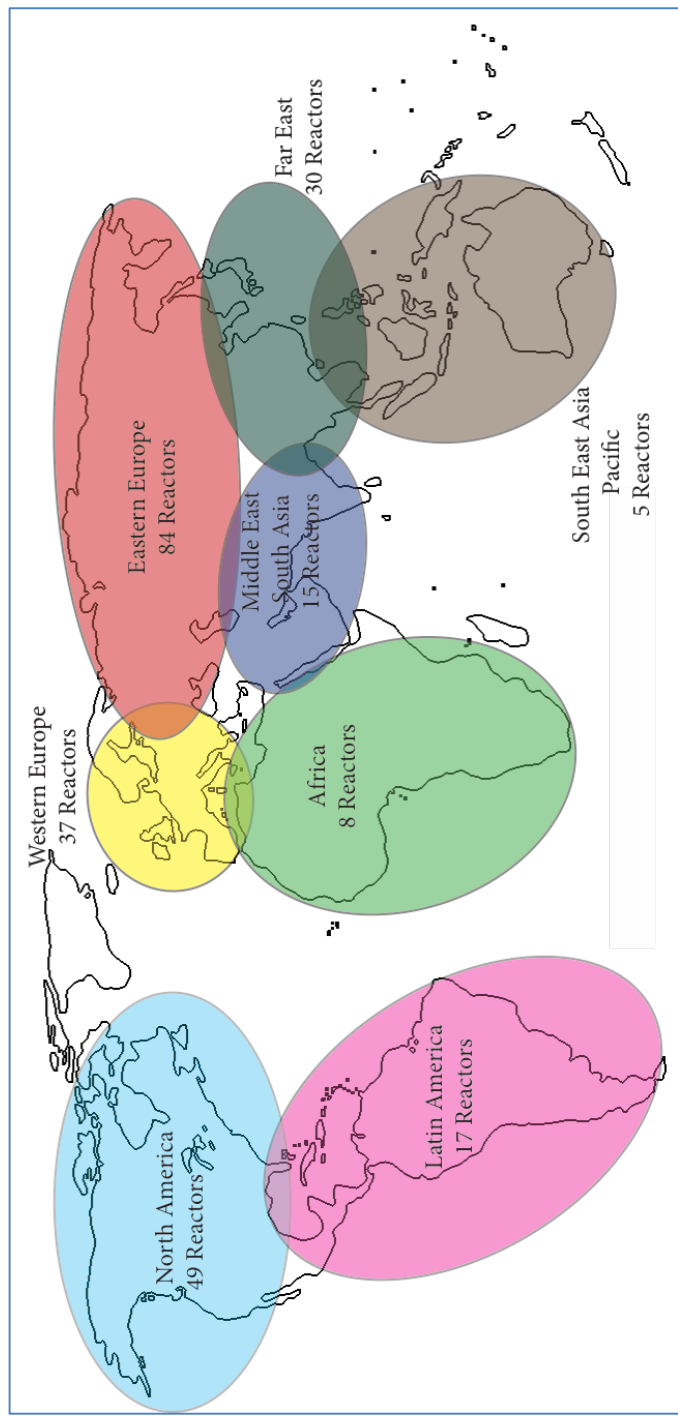 North America
49 Reactors
Latin America
17 Reactors
Western Europe
37 Reactors
Africa
8 Reactors
Eastern Europe
84 Reactors
Middle East
South Asia
15 Reactors
Far East
30 Reactors
South East Asia
Pacific
5 Reactors